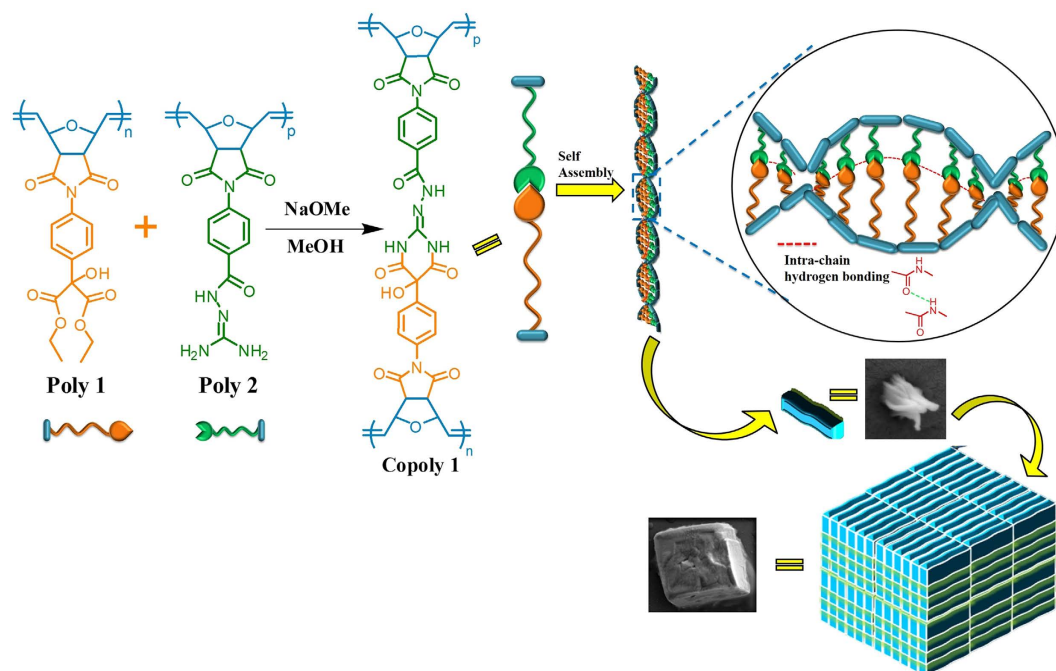 O
p
O
O
N
O
HN
N
HN
NH
O
O
HO
O
N
O
O
n
Copoly 1
O
n
O
O
N
OH
O
O
O
O
Poly 1
+
O
p
O
O
N
O
HN
N
H₂N
NH₂
Poly 2
NaOMe
MeOH
Self
Assembly
Intra-chain
hydrogen bonding
H
N
O
H
N
O